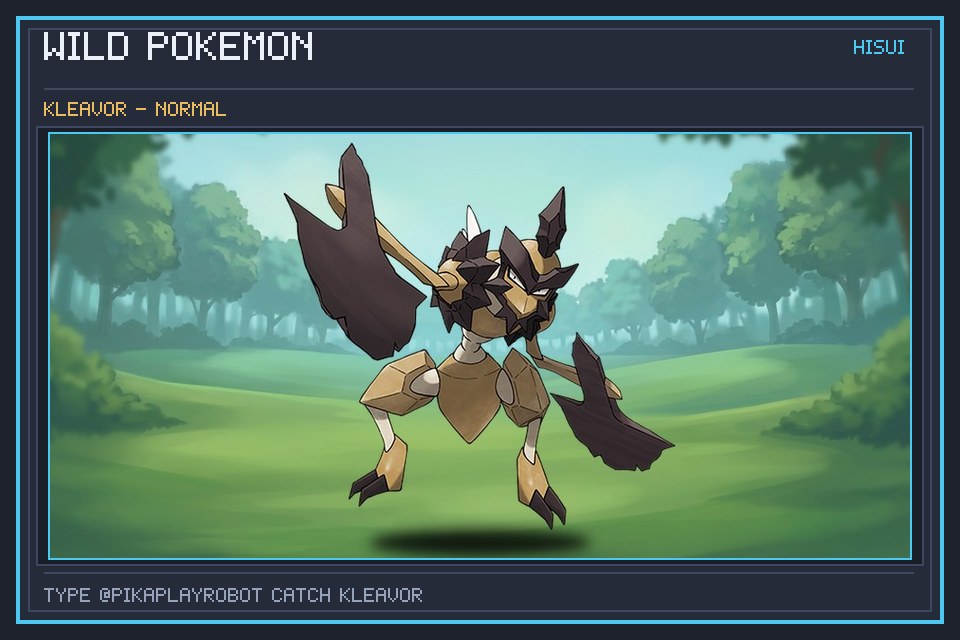 WILD POKEMON
HISUI
KLEAVOR - NORMAL
TYPE @PIKAPLAYROBOT CATCH KLEAVOR